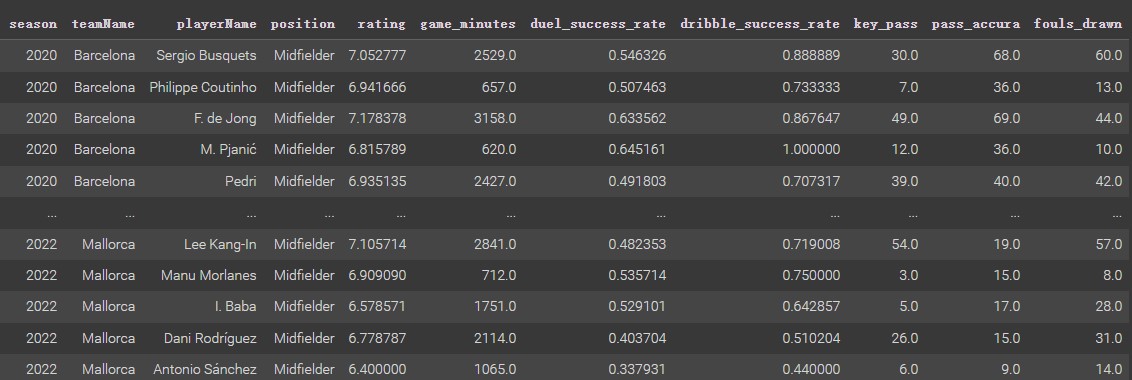 season teamName playerName position rating game_minutes duel_success_rate dribble_success_rate key_pass pass_accura fouls_drawn
2020 Barcelona Sergio Busquets Midfielder 7.052777 2529.0 0.546326 0.888889 30.0 68.0 60.0
2020 Barcelona Philippe Coutinho Midfielder 6.941666 657.0 0.507463 0.733333 7.0 36.0 13.0
2020 Barcelona F. de Jong Midfielder 7.178378 3158.0 0.633562 0.867647 49.0 69.0 44.0
2020 Barcelona M. Pjanić Midfielder 6.815789 620.0 0.645161 1.000000 12.0 36.0 10.0
2020 Barcelona Pedri Midfielder 6.935135 2427.0 0.491803 0.707317 39.0 40.0 42.0
... ... ... ... ... ... ... ... ... ... ...
2022 Mallorca Lee Kang-In Midfielder 7.105714 2841.0 0.482353 0.719008 54.0 19.0 57.0
2022 Mallorca Manu Morlanes Midfielder 6.909090 712.0 0.535714 0.750000 3.0 15.0 8.0
2022 Mallorca I. Baba Midfielder 6.578571 1751.0 0.529101 0.642857 5.0 17.0 28.0
2022 Mallorca Dani Rodríguez Midfielder 6.778787 2114.0 0.403704 0.510204 26.0 15.0 31.0
2022 Mallorca Antonio Sánchez Midfielder 6.400000 1065.0 0.337931 0.440000 6.0 9.0 14.0